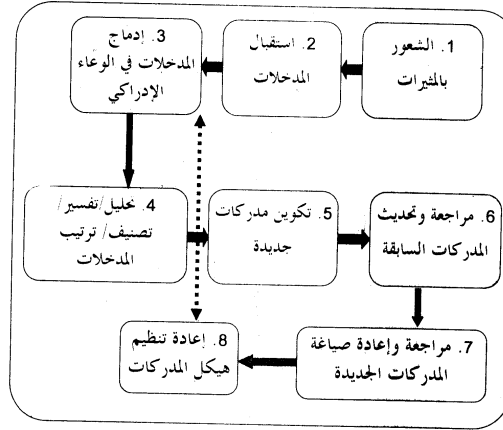 1. الشعور
بالمثيرات
2. استقبال
المدخلات
3. إدماج
المدخلات في الوعاء
الإدراكي
4. تحليل/تفسير/
تصنيف/ ترتيب
المدخلات
5. تكوين مدركات
جديدة
6. مراجعة وتحديث
المدركات السابقة
7. مراجعة وإعادة صياغة
المدركات الجديدة
8. إعادة تنظيم
هيكل المدركات